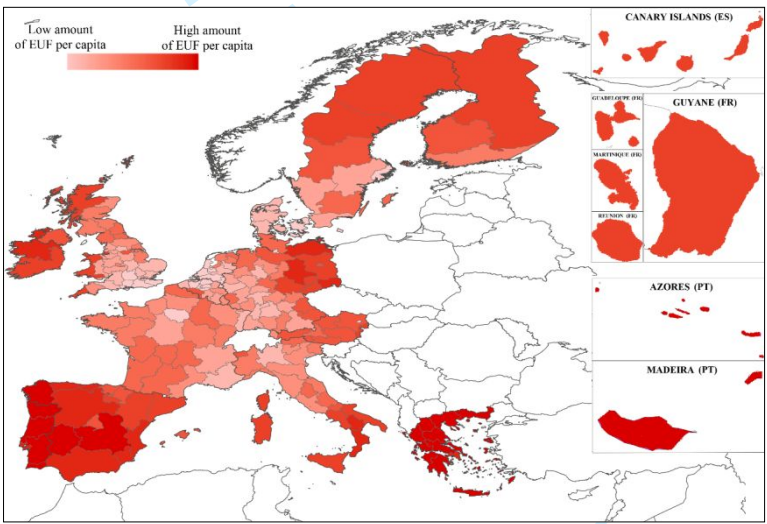 Low amount
of EUF per capita
High amount
of EUF per capita
CANARY ISLANDS (ES)
GUADELOUPE (FR)
GUYANE (FR)
MARTINIQUE (FR)
REUNION (FR)
AZORES (PT)
MADEIRA (PT)